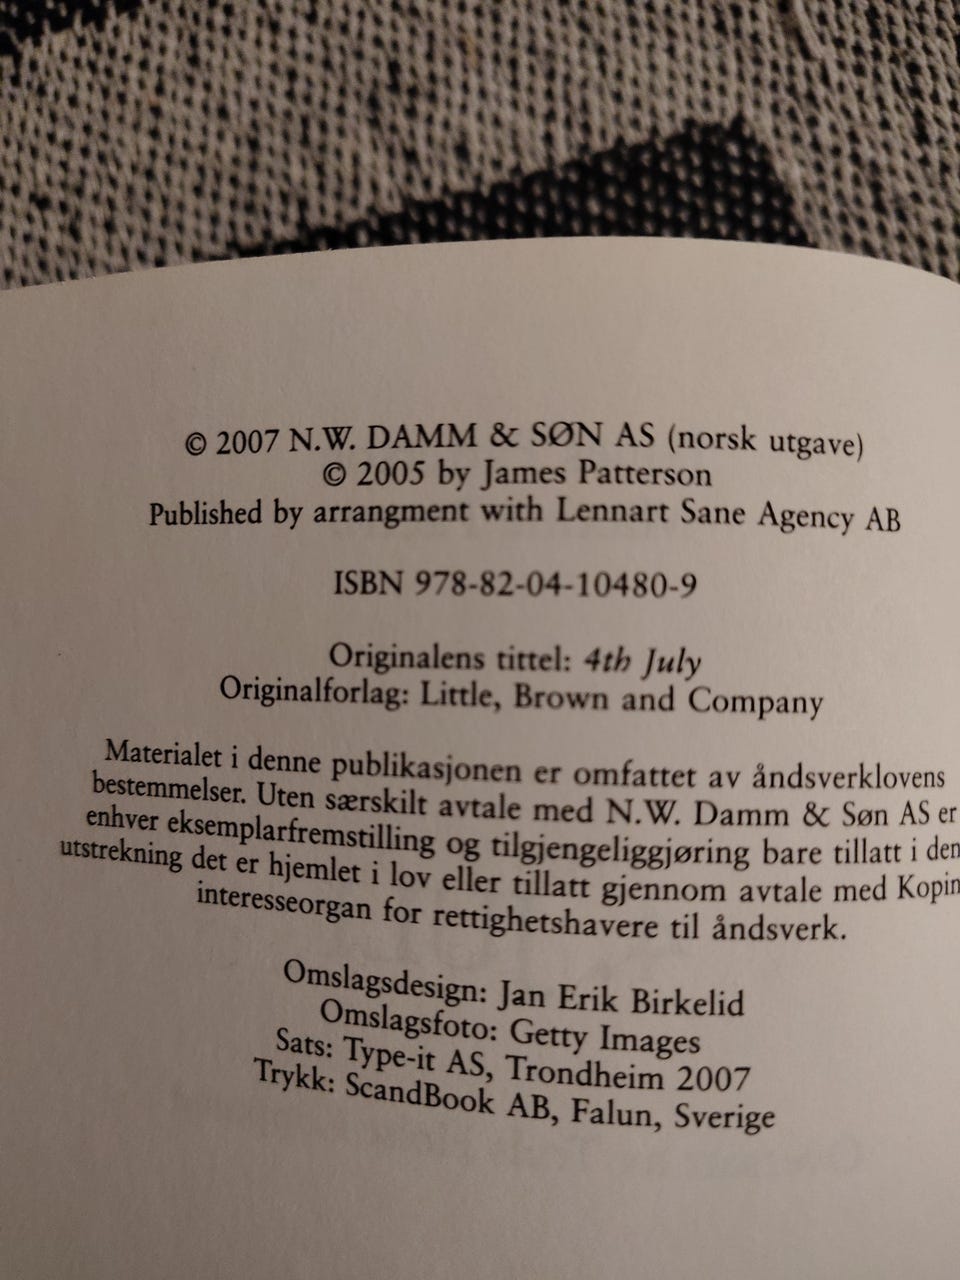 © 2007 N.W. DAMM & SØN AS (norsk utgave)
© 2005 by James Patterson
Published by arrangment with Lennart Sane Agency AB
ISBN 978-82-04-10480-9
Originalens tittel: 4th July
Originalforlag: Little, Brown and Company
Materialet i denne publikasjonen er omfattet av åndsverklovens
bestemmelser. Uten særskilt avtale med N.W. Damm & Søn AS er
enhver eksemplarfremstilling og tilgjengeliggjøring bare tillatt i den
utstrekning det er hjemlet i lov eller tillatt gjennom avtale med Kopin
interesseorgan for rettighetshavere til åndsverk.
Omslagsdesign: Jan Erik Birkelid
Omslagsfoto: Getty Images
Sats: Type-it AS, Trondheim 2007
Trykk: ScandBook AB, Falun, Sverige